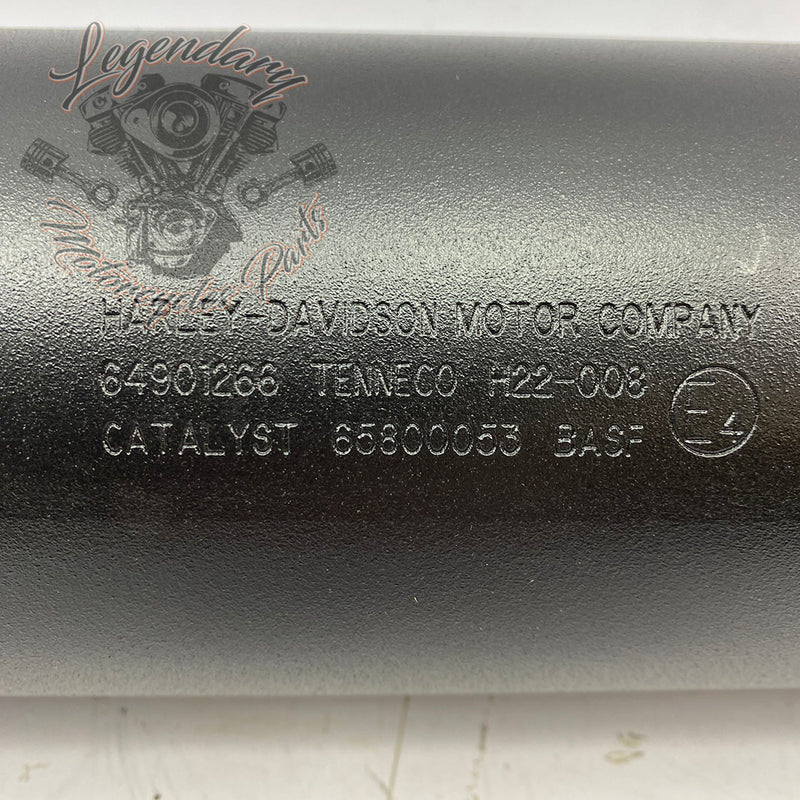 Legendary
Motorcycles Parts
HARLEY-DAVIDSON MOTOR COMPANY
64901266 TENNECO H22-008
CATALYST 65800053 BASF
E4